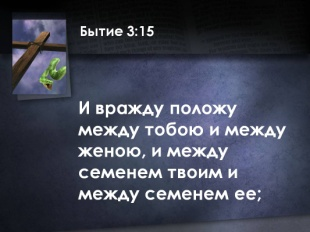 Бытие 3:15
И вражду положу
между тобою и между
женою, и между
семенем твоим и
между семенем ее;